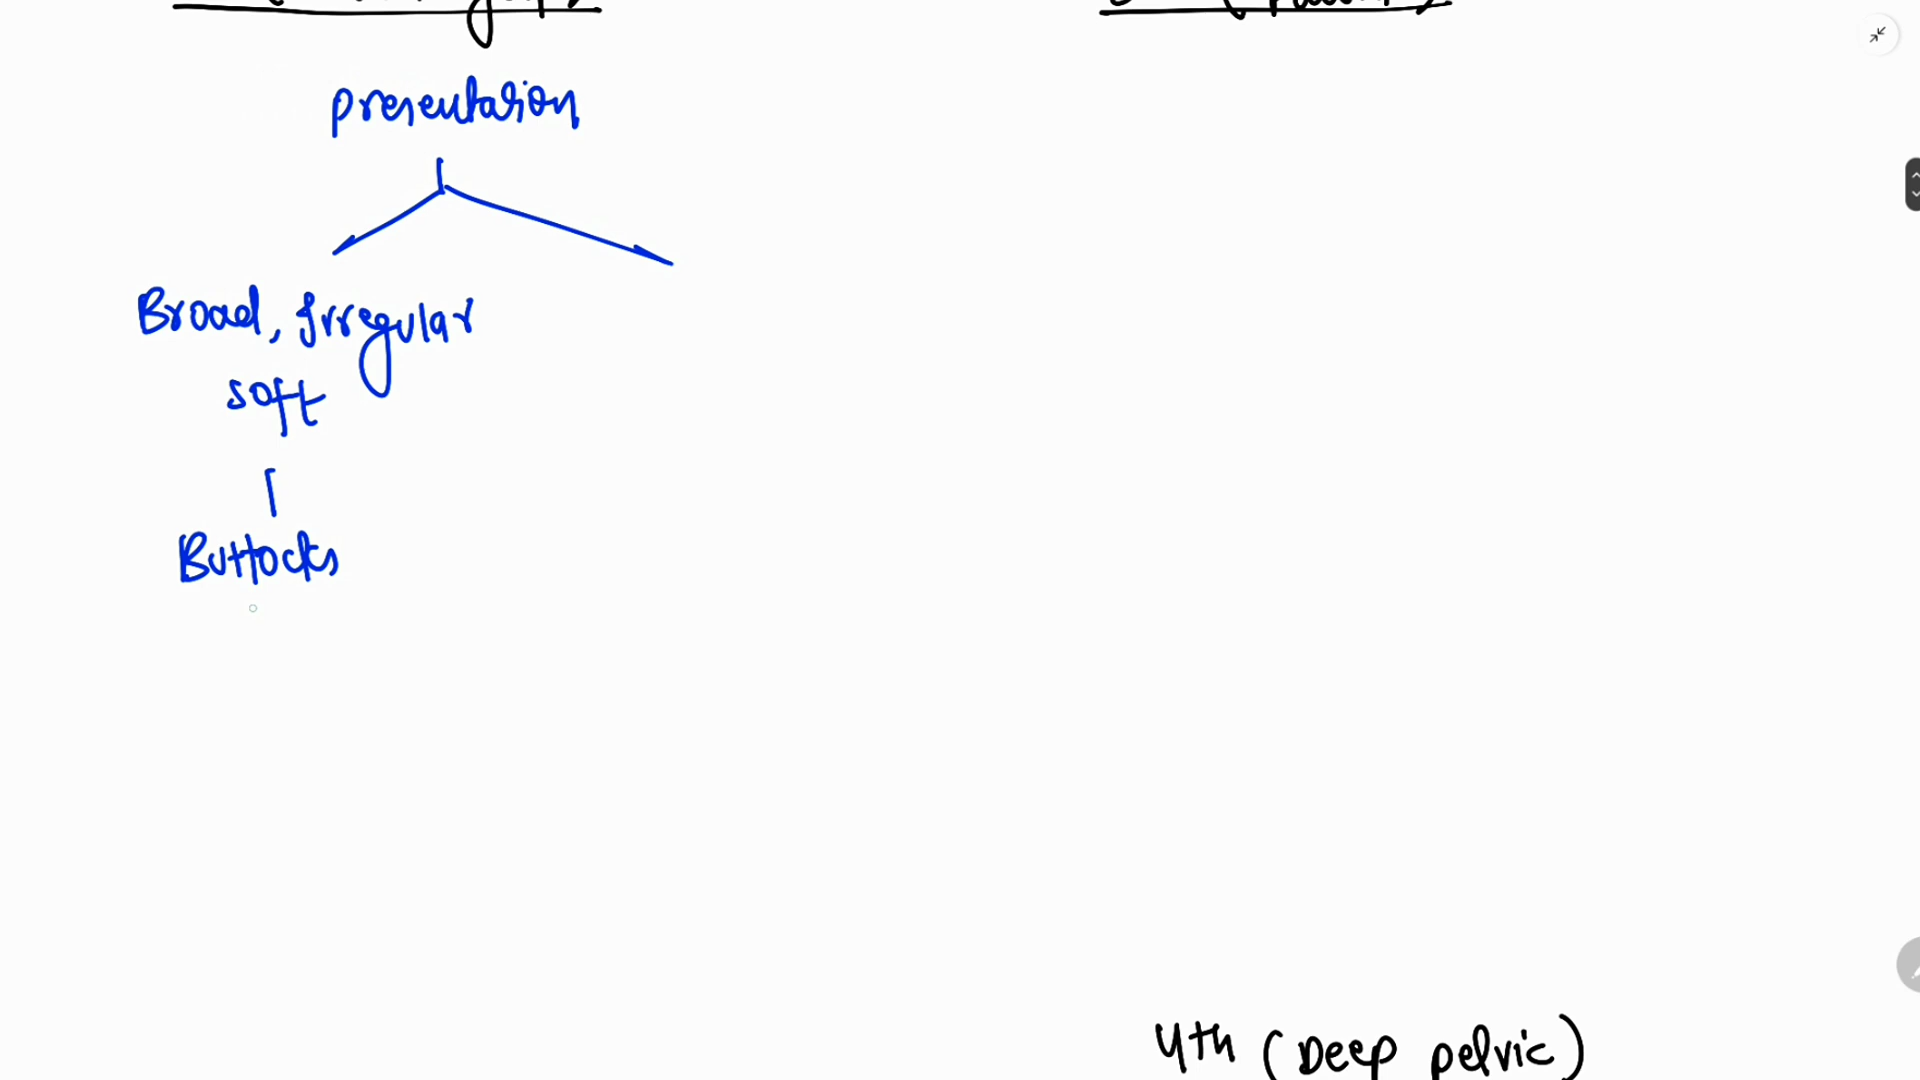 presentation
Broad, Irregular
soft
Buttocks
4th (Deep pelvic)